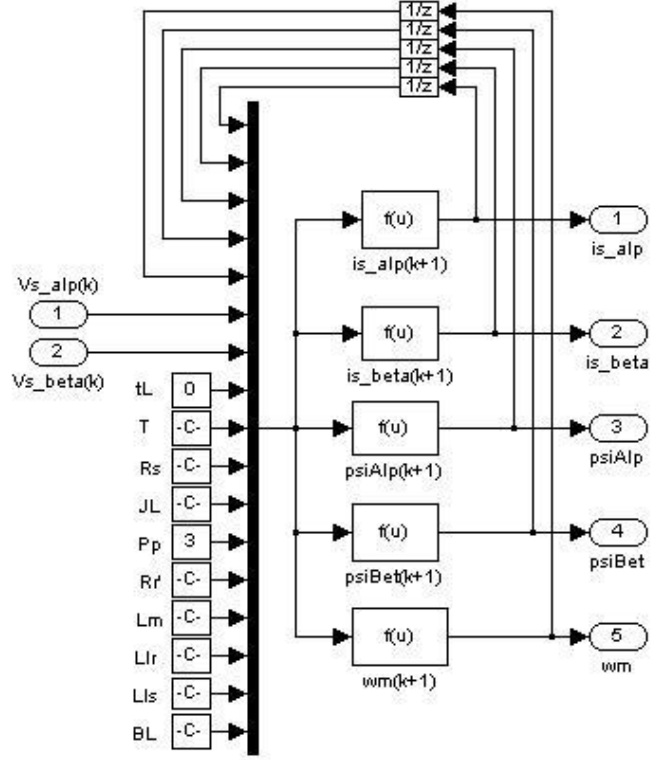 1/z
1/z
1/z
1/z
1/z
f(u)
1
is_alp(k+1)
is_alp
Vs_alp(k)
1
f(u)
2
2
is_beta(k+1)
is_beta
Vs_beta(k)
tL 0
T -C-
f(u)
3
psiAlp(k+1)
psiAlp
Rs -C-
JL -C-
Pp 3
f(u)
4
psiBet(k+1)
psiBet
Rr -C-
Lm -C-
f(u)
5
wm(k+1)
wm
Llr -C-
Lls -C-
BL -C-